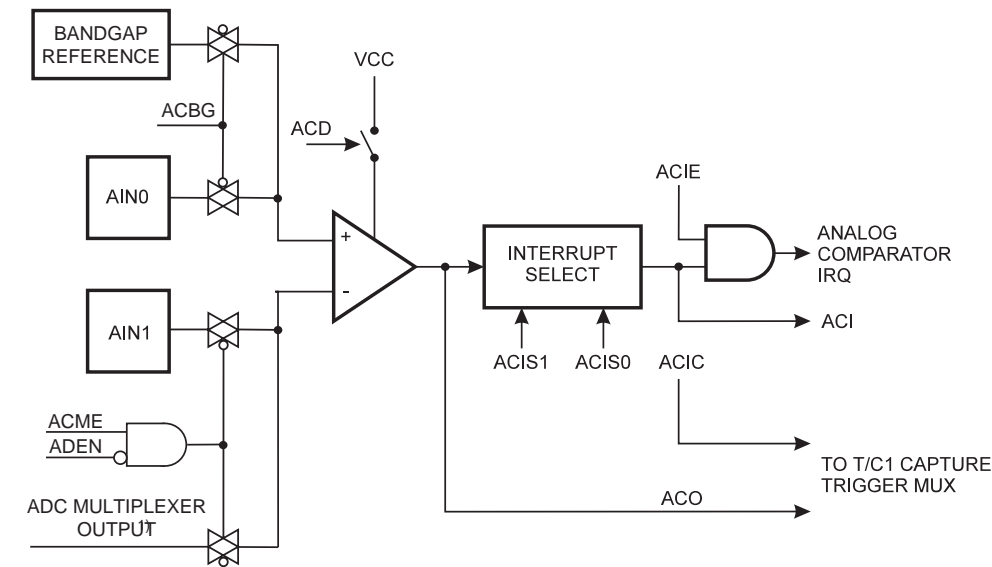 BANDGAP
REFERENCE
VCC
ACBG
ACD
AIN0
ACIE
+
INTERRUPT
SELECT
ANALOG
COMPARATOR
IRQ
-
AIN1
ACI
ACIS1
ACIS0
ACIC
ACME
ADEN
TO T/C1 CAPTURE
TRIGGER MUX
ACO
ADC MULTIPLEXER
OUTPUT 1)